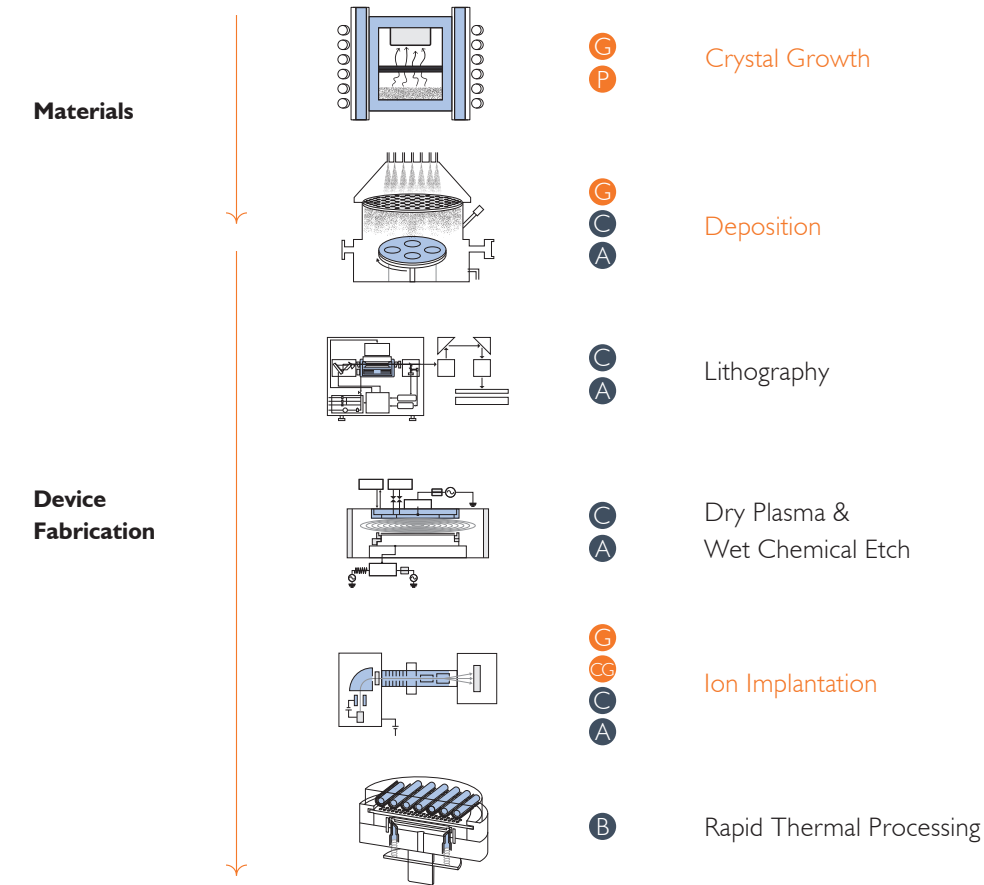 Materials
G
P
Crystal Growth
G
C
A
Deposition
C
A
Lithography
Device
Fabrication
C
A
Dry Plasma &
Wet Chemical Etch
G
CG
C
A
Ion Implantation
B
Rapid Thermal Processing